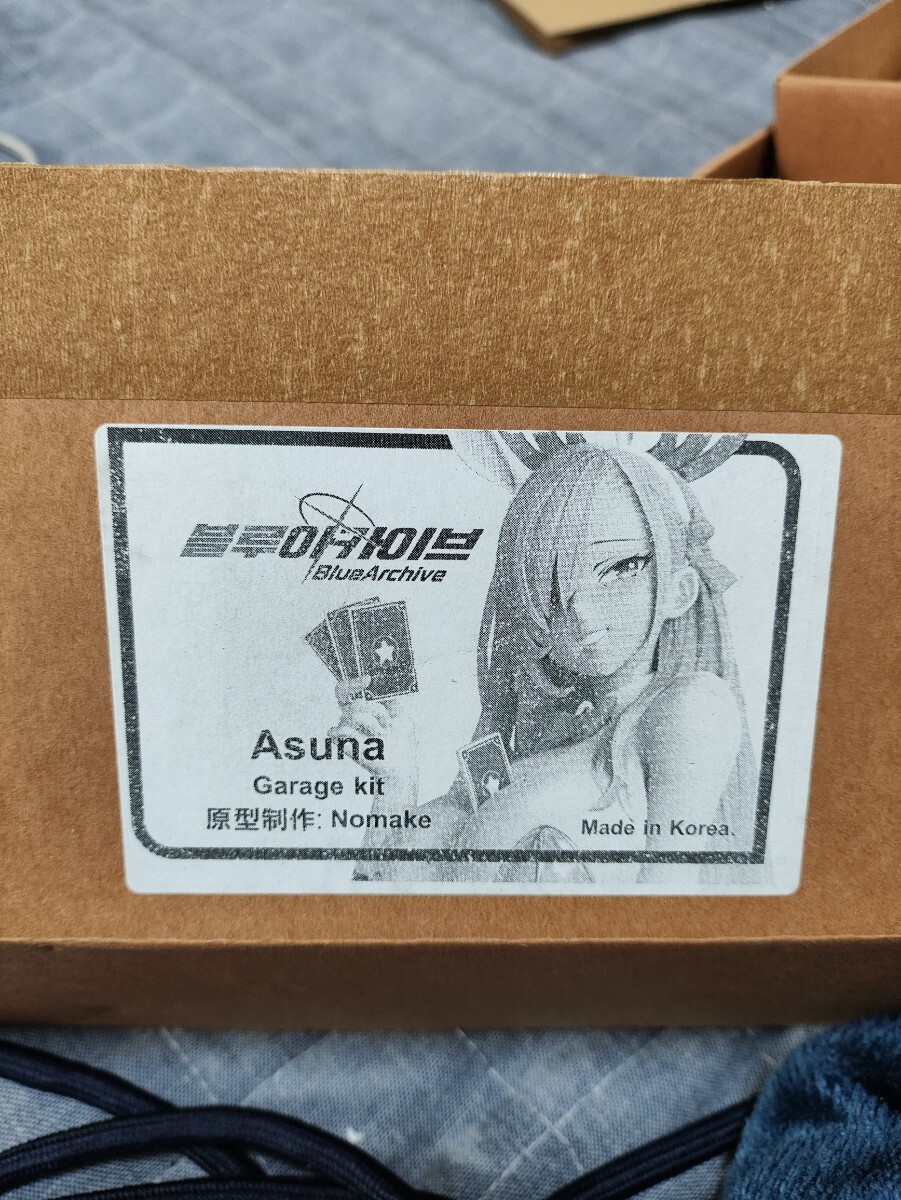 블루아카이브
BlueArchive
Asuna
Garage kit
原型制作: Nomake
Made in Korea.